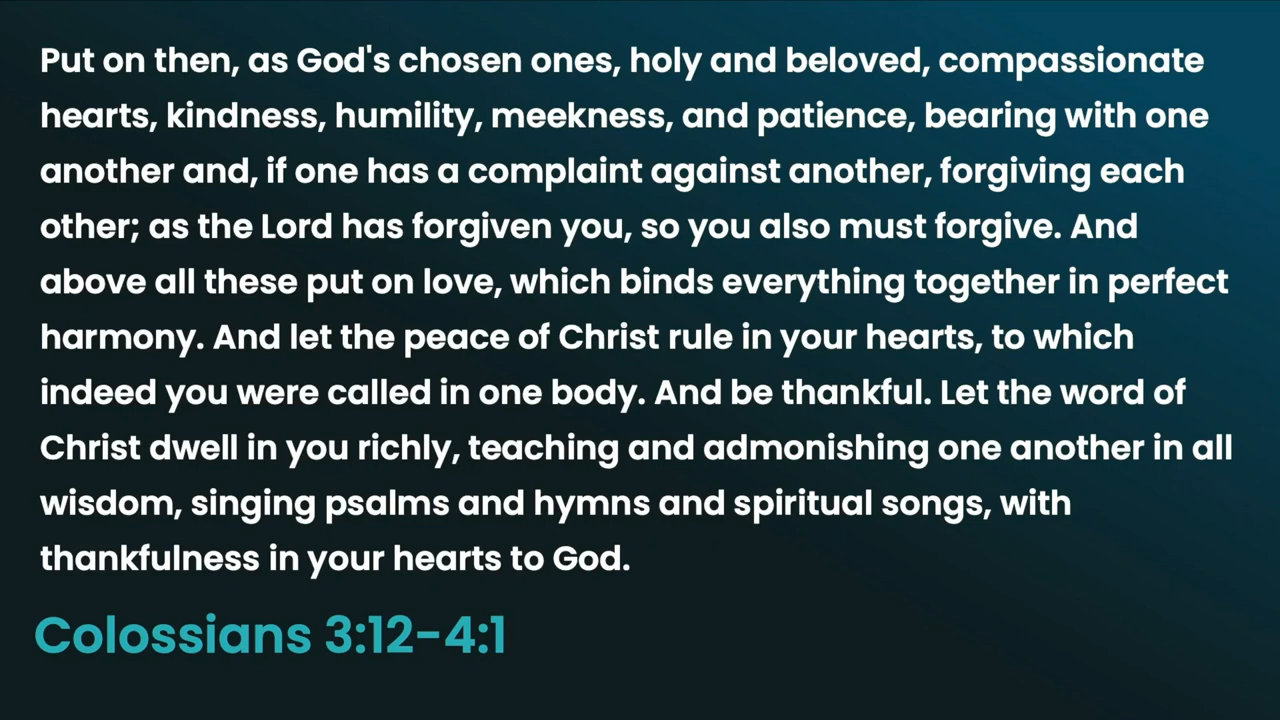 Put on then, as God's chosen ones, holy and beloved, compassionate
hearts, kindness, humility, meekness, and patience, bearing with one
another and, if one has a complaint against another, forgiving each
other; as the Lord has forgiven you, so you also must forgive. And
above all these put on love, which binds everything together in perfect
harmony. And let the peace of Christ rule in your hearts, to which
indeed you were called in one body. And be thankful. Let the word of
Christ dwell in you richly, teaching and admonishing one another in all
wisdom, singing psalms and hymns and spiritual songs, with
thankfulness in your hearts to God.
Colossians 3:12-4:1